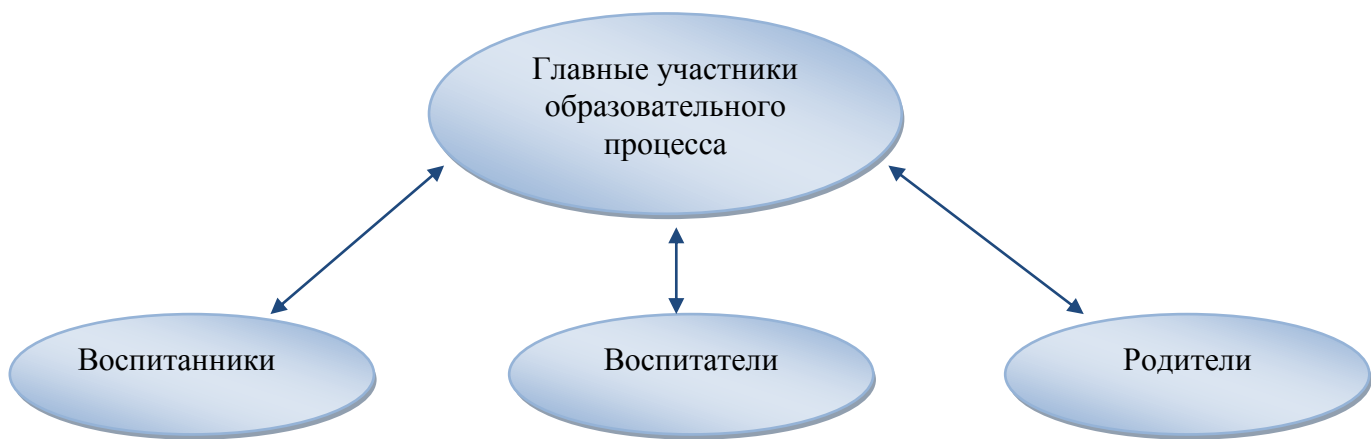 Главные участники
образовательного
процесса
Воспитанники
Воспитатели
Родители